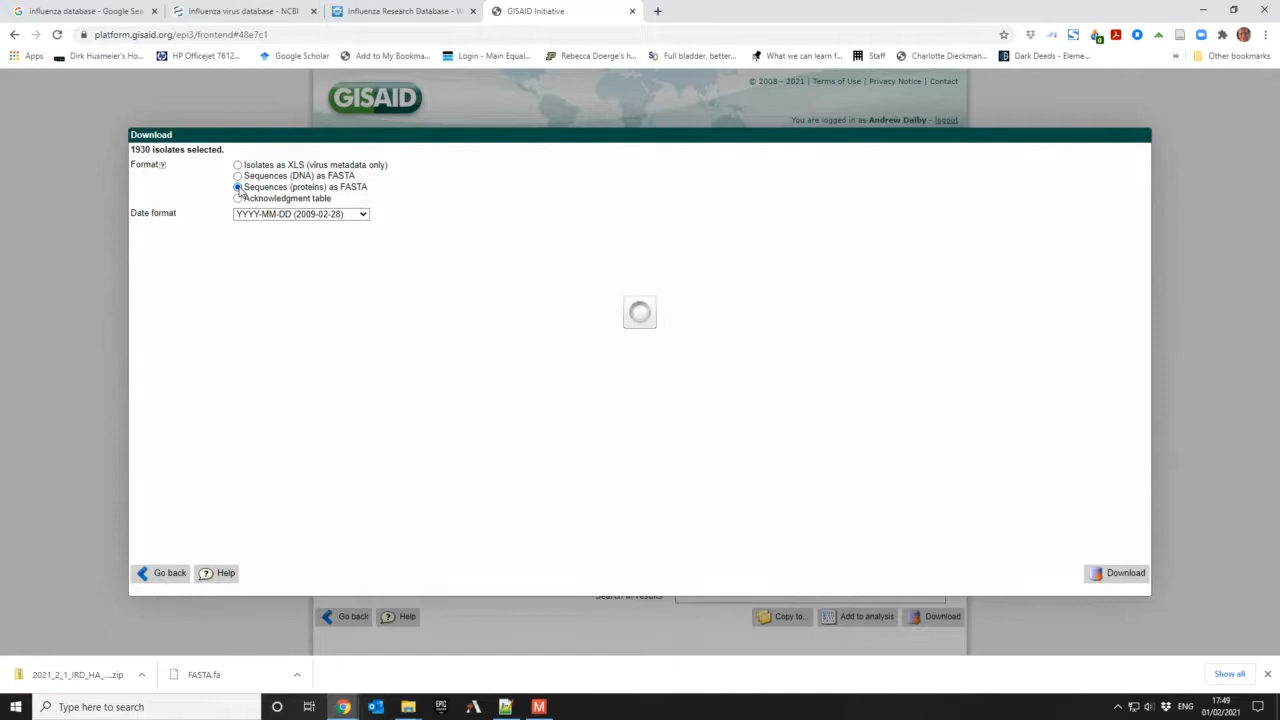 influenza database - Google Sea
Influenza virus database - NCBI
Influenza Research Database - W
GISAID Initiative
platform.gisaid.org/epi3/frontend#48e7c1
Apps
Dirk Husmeier's Ho...
HP Officejet 7612...
Google Scholar
Add to My Bookma...
Login - Main Equal...
Rebecca Doerge's h...
Full bladder, better...
What we can learn f...
Staff
Charlotte Dieckman...
Dark Deeds - Eleme...
»
Other bookmarks
© 2008 - 2021 | Terms of Use | Privacy Notice | Contact
GISAID
You are logged in as Andrew Dalby - logout
Download
1930 isolates selected.
Format ?
Isolates as XLS (virus metadata only)
Sequences (DNA) as FASTA
Sequences (proteins) as FASTA
Acknowledgment table
Date format
YYYY-MM-DD (2009-02-28)
Go back
? Help
Download
Search in results
Go back
? Help
Copy to...
Add to analysis
Download
2021_2_1_IRD_HA_....zip
FASTA.fa
Show all
Type here to search
EPIC
GAMES
M
ENG
17:49
01/02/2021